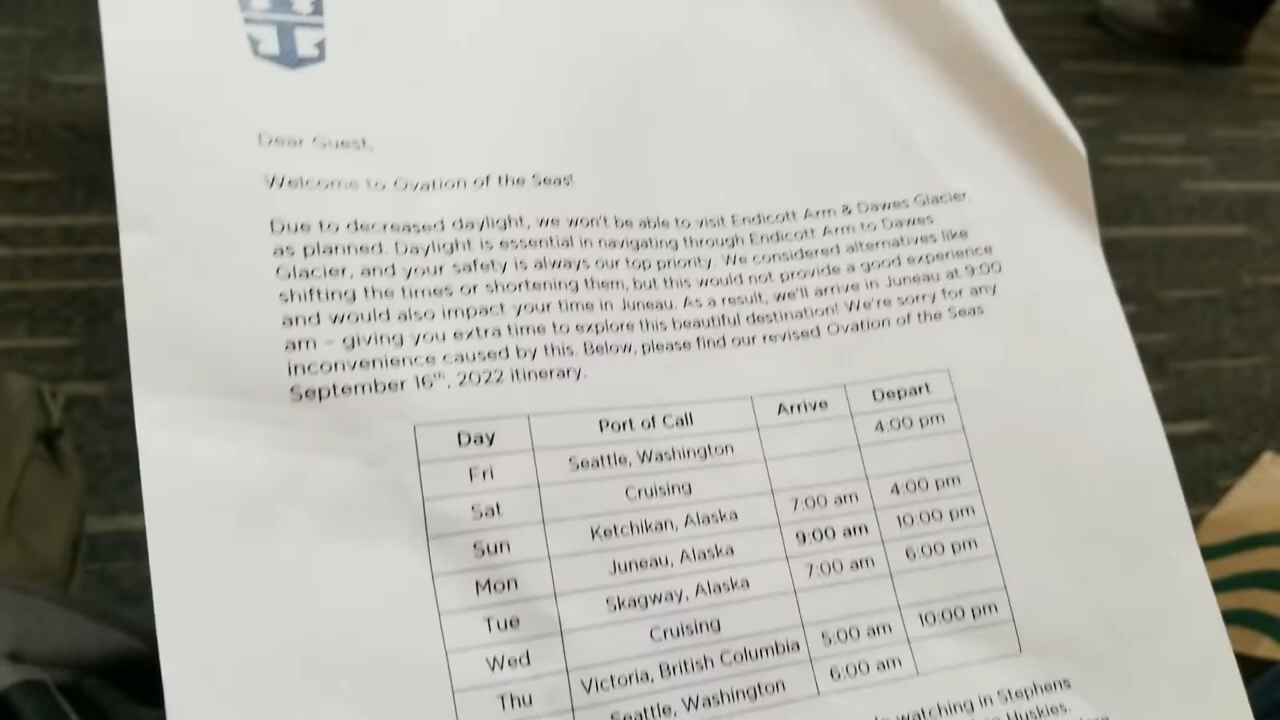 Dear Guest,
Welcome to Ovation of the Seas!
Due to decreased daylight, we won't be able to visit Endicott Arm & Dawes Glacier,
as planned. Daylight is essential in navigating through Endicott Arm to Dawes
Glacier, and your safety is always our top priority. We considered alternatives like
shifting the times or shortening them, but this would not provide a good experience
and would also impact your time in Juneau. As a result, we'll arrive in Juneau at 9:00
am – giving you extra time to explore this beautiful destination! We're sorry for any
inconvenience caused by this. Below, please find our revised Ovation of the Seas
September 16th, 2022 itinerary.
Day Port of Call Arrive Depart
Fri Seattle, Washington 4:00 pm
Sat Cruising
Sun Ketchikan, Alaska 7:00 am 4:00 pm
Mon Juneau, Alaska 9:00 am 10:00 pm
Tue Skagway, Alaska 7:00 am 6:00 pm
Wed Cruising
Thu Victoria, British Columbia 5:00 am 10:00 pm
Seattle, Washington 6:00 am
watching in Stephens
Huskies.